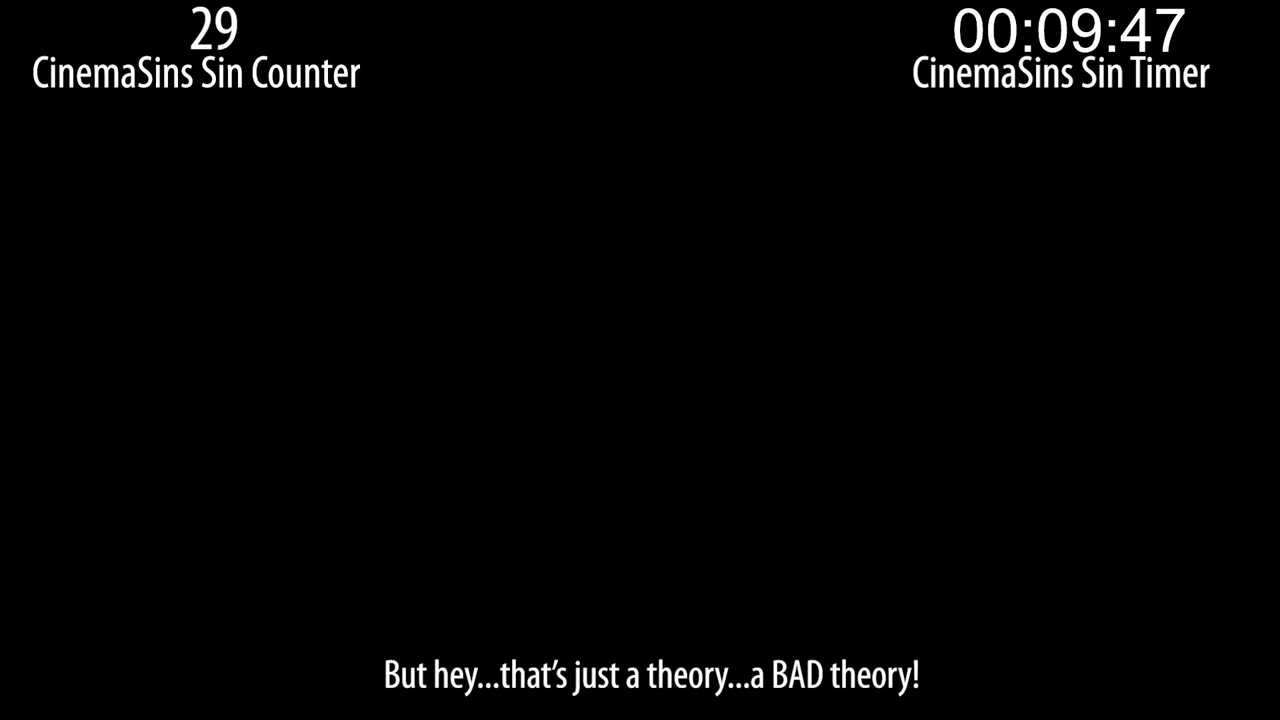 29
CinemaSins Sin Counter
00:09:47
CinemaSins Sin Timer
But hey...that's just a theory...a BAD theory!